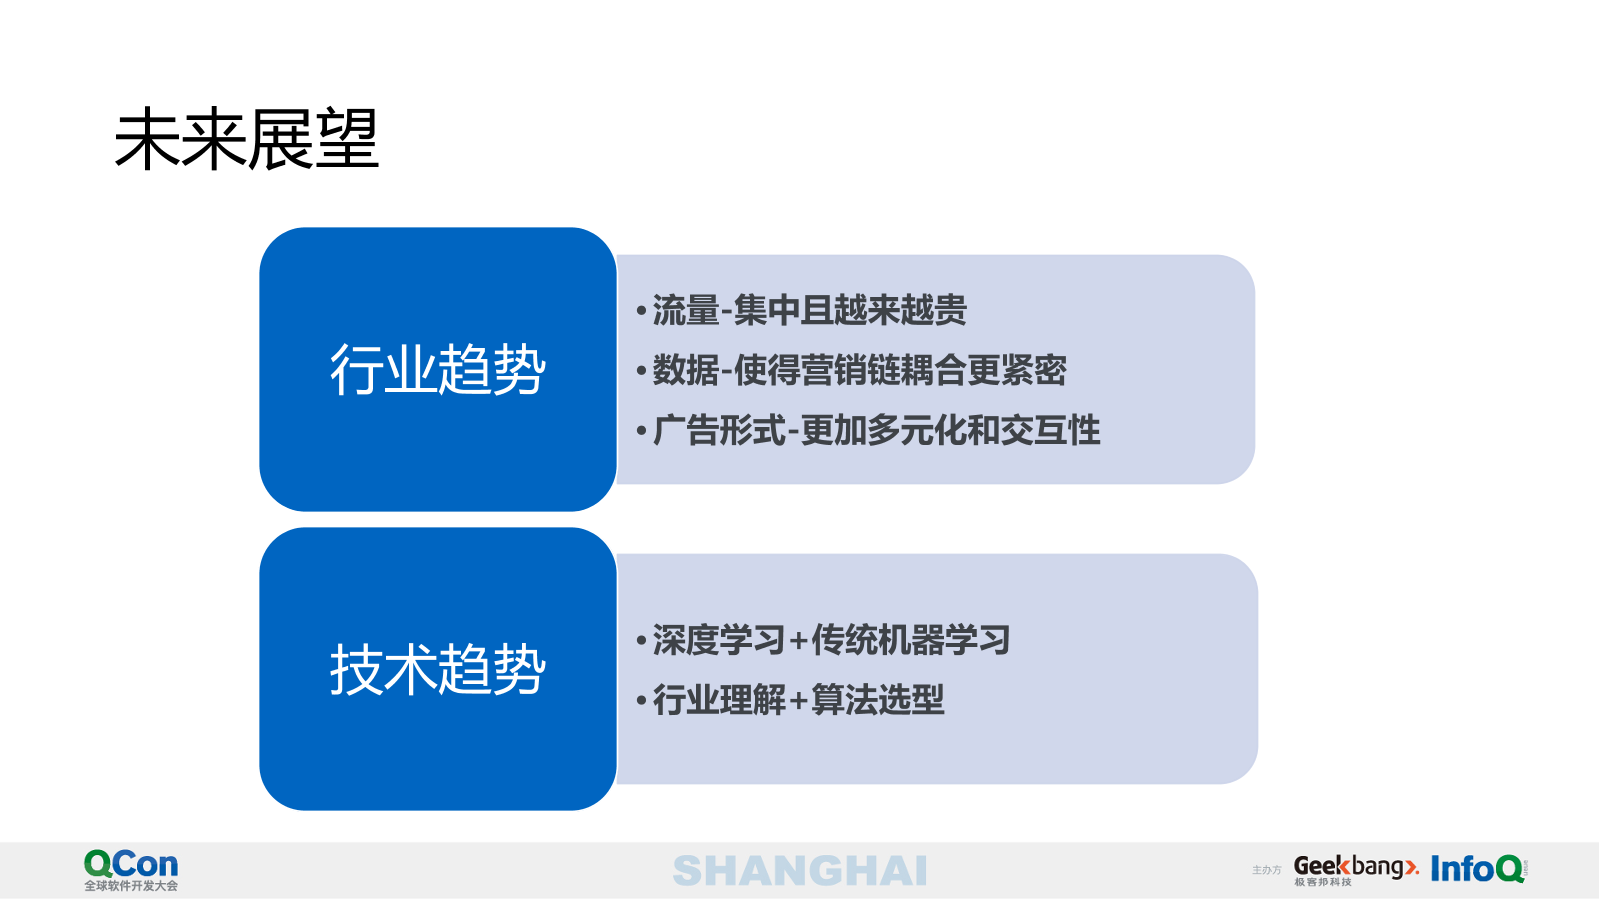 未来展望
行业趋势
•流量-集中且越来越贵
•数据-使得营销链耦合更紧密
•广告形式-更加多元化和交互性
技术趋势
•深度学习+传统机器学习
•行业理解+算法选型
QCon
全球软件开发大会
SHANGHAI
主办方
Geekbang>.
极客邦科技
InfoQ